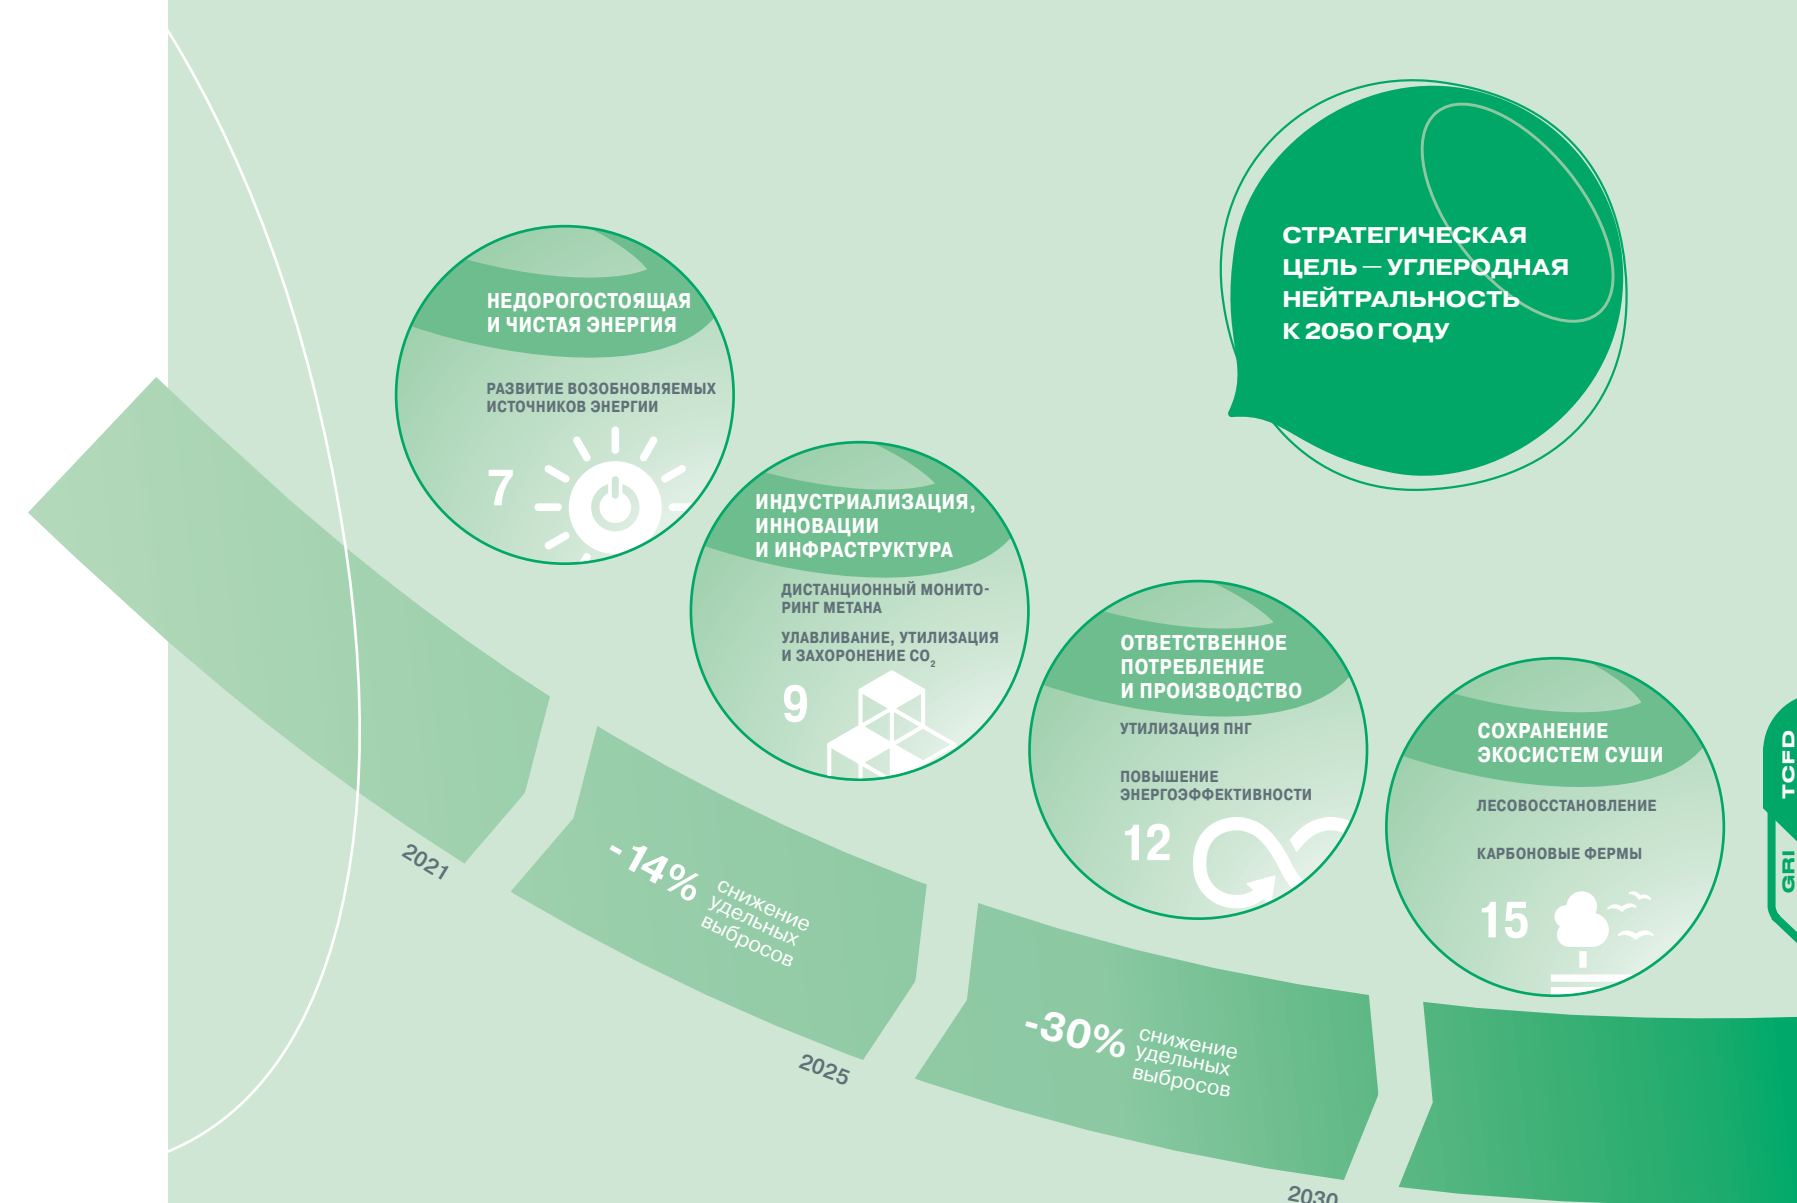 СТРАТЕГИЧЕСКАЯ
ЦЕЛЬ — УГЛЕРОДНАЯ
НЕЙТРАЛЬНОСТЬ
К 2050 ГОДУ
НЕДОРОГОСТОЯЩАЯ
И ЧИСТАЯ ЭНЕРГИЯ
РАЗВИТИЕ ВОЗОБНОВЛЯЕМЫХ
ИСТОЧНИКОВ ЭНЕРГИИ
7
ИНДУСТРИАЛИЗАЦИЯ,
ИННОВАЦИИ
И ИНФРАСТРУКТУРА
ДИСТАНЦИОННЫЙ МОНИТО-
РИНГ МЕТАНА
УЛАВЛИВАНИЕ, УТИЛИЗАЦИЯ
И ЗАХОРОНЕНИЕ CO₂
9
ОТВЕТСТВЕННОЕ
ПОТРЕБЛЕНИЕ
И ПРОИЗВОДСТВО
УТИЛИЗАЦИЯ ПНГ
ПОВЫШЕНИЕ
ЭНЕРГОЭФФЕКТИВНОСТИ
12
СОХРАНЕНИЕ
ЭКОСИСТЕМ СУШИ
ЛЕСОВОССТАНОВЛЕНИЕ
КАРБОНОВЫЕ ФЕРМЫ
15
TCFD
GRI
2021
-14%
снижение
удельных
выбросов
2025
-30%
снижение
удельных
выбросов
2030